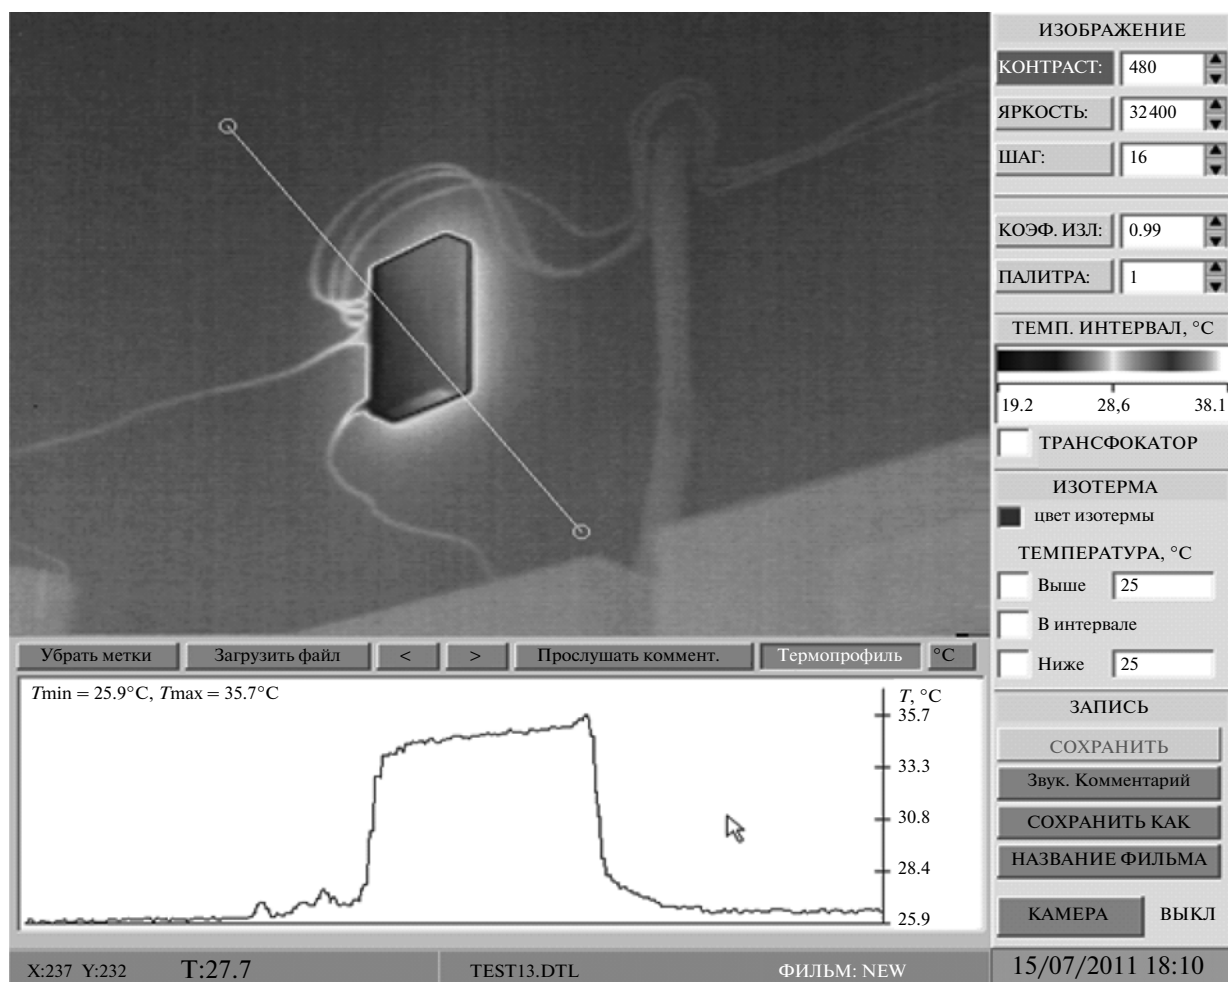 ИЗОБРАЖЕНИЕ
КОНТРАСТ: 480
ЯРКОСТЬ: 32400
ШАГ: 16
КОЭФ. ИЗЛ: 0.99
ПАЛИТРА: 1
ТЕМП. ИНТЕРВАЛ, °C
19.2 28,6 38.1
ТРАНСФОКАТОР
ИЗОТЕРМА
цвет изотермы
ТЕМПЕРАТУРА, °C
Выше 25
В интервале
Ниже 25
Убрать метки Загрузить файл < > Прослушать коммент. Термопрофиль °C
Tmin = 25.9°C, Tmax = 35.7°C
T, °C
35.7
33.3
30.8
28.4
25.9
ЗАПИСЬ
СОХРАНИТЬ
Звук. Комментарий
СОХРАНИТЬ КАК
НАЗВАНИЕ ФИЛЬМА
КАМЕРА ВЫКЛ
X:237 Y:232 T:27.7 TEST13.DTL ФИЛЬМ: NEW 15/07/2011 18:10